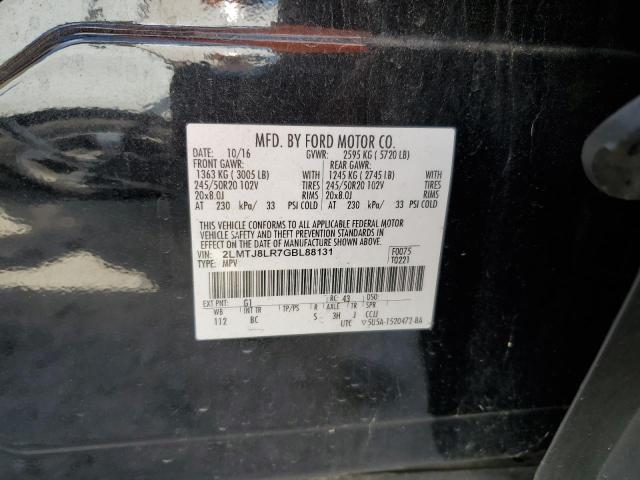 MFD. BY FORD MOTOR CO.
DATE: 10/16 GVWR: 2595 KG ( 5720 LB)
FRONT GAWR: REAR GAWR:
1363 KG ( 3005 LB) WITH 1245 KG ( 2745 LB) WITH
245/50R20 102V TIRES 245/50R20 102V TIRES
20x8.0J RIMS 20x8.0J RIMS
AT 230 kPa/ 33 PSI COLD AT 230 kPa/ 33 PSI COLD
THIS VEHICLE CONFORMS TO ALL APPLICABLE FEDERAL MOTOR
VEHICLE SAFETY AND THEFT PREVENTION STANDARDS IN EFFECT
ON THE DATE OF MANUFACTURE SHOWN ABOVE.
VIN: 2LMTJ8LR7GBL88131 F0075
TYPE: MPV T0221
EXT PNT: G1 RC: 43 DSO:
WB INT TR TP/PS R AXLE TR SPR
112 BC S 3H J CCJJ
UTC 5U5A-1520472-BA